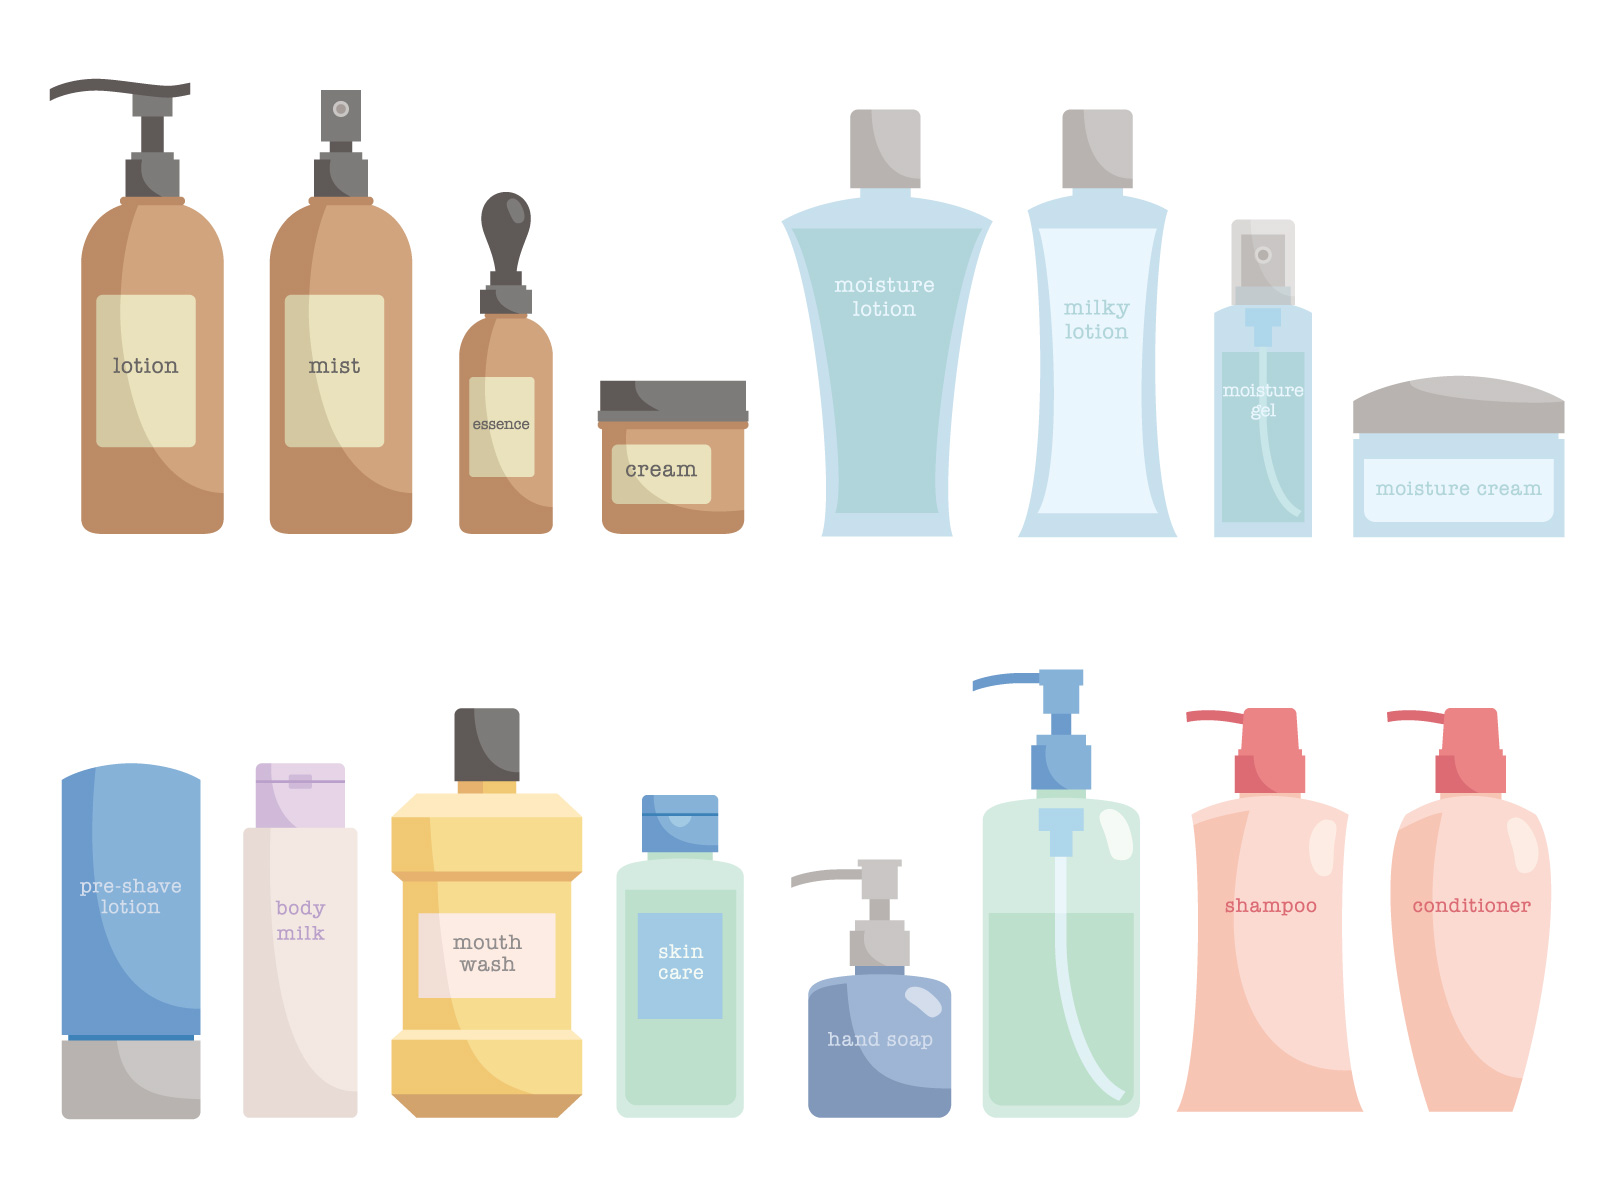 lotion
mist
essence
cream
moisture
lotion
milky
lotion
moisture
gel
moisture cream
pre-shave
lotion
body
milk
mouth
wash
skin
care
hand soap
shampoo
conditioner